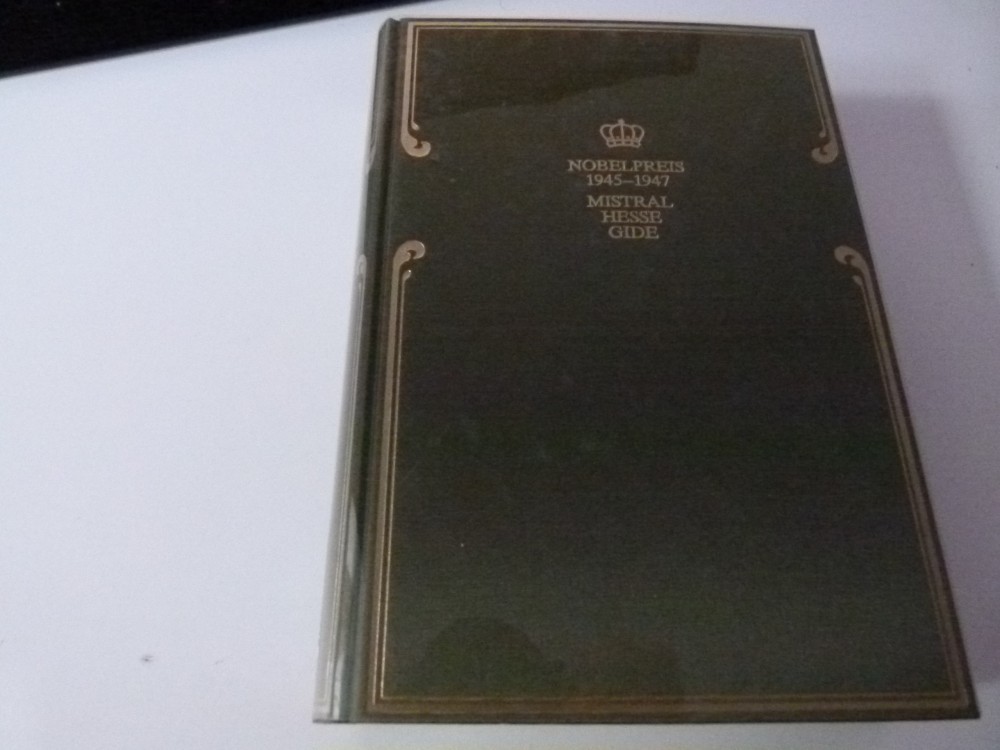 NOBELPREIS
1945–1947
MISTRAL
HESSE
GIDE